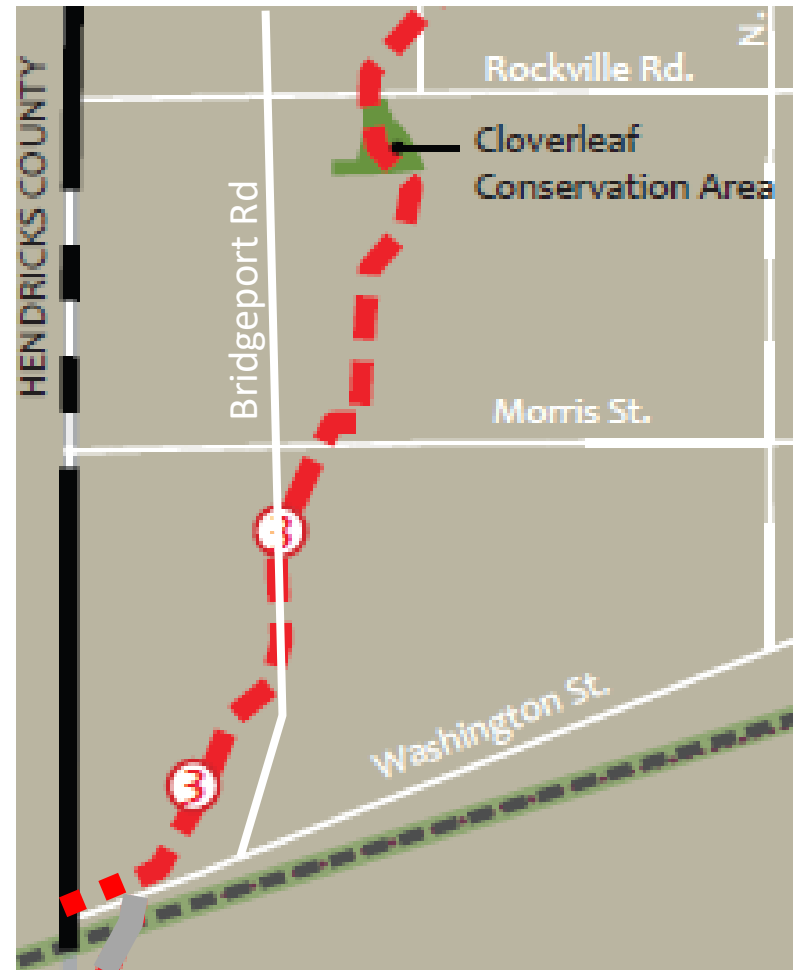 N.
Rockville Rd.
HENDRICKS COUNTY
Cloverleaf
Conservation Area
Bridgeport Rd
Morris St.
3
Washington St.
3